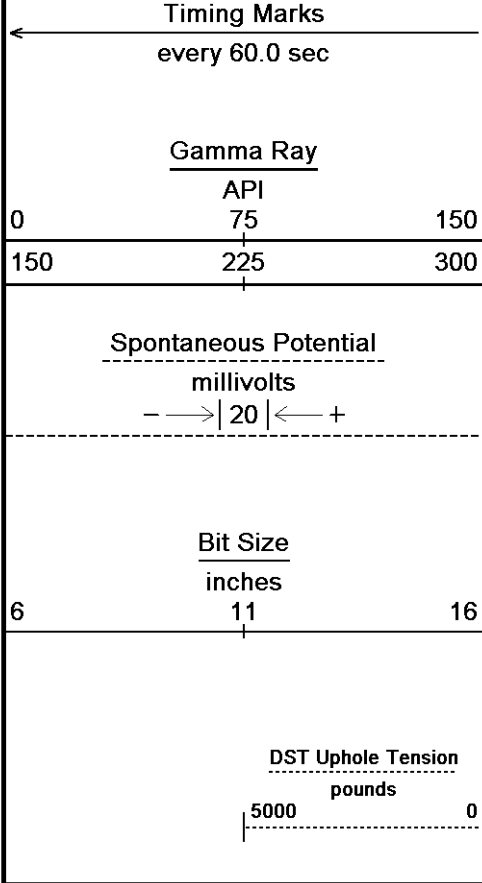 Timing Marks
every 60.0 sec
Gamma Ray
API
0 75 150
150 225 300
Spontaneous Potential
millivolts
− 20 +
Bit Size
inches
6 11 16
DST Uphole Tension
pounds
5000 0